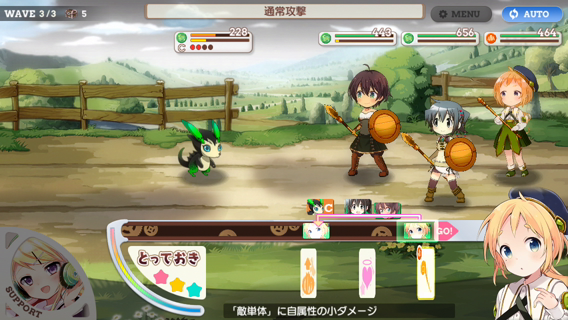 WAVE 3/3 5
通常攻撃
MENU
AUTO
228
C
443
656
464
C
GO!
とっておき
SUPPORT
「敵単体」に自属性の小ダメージ